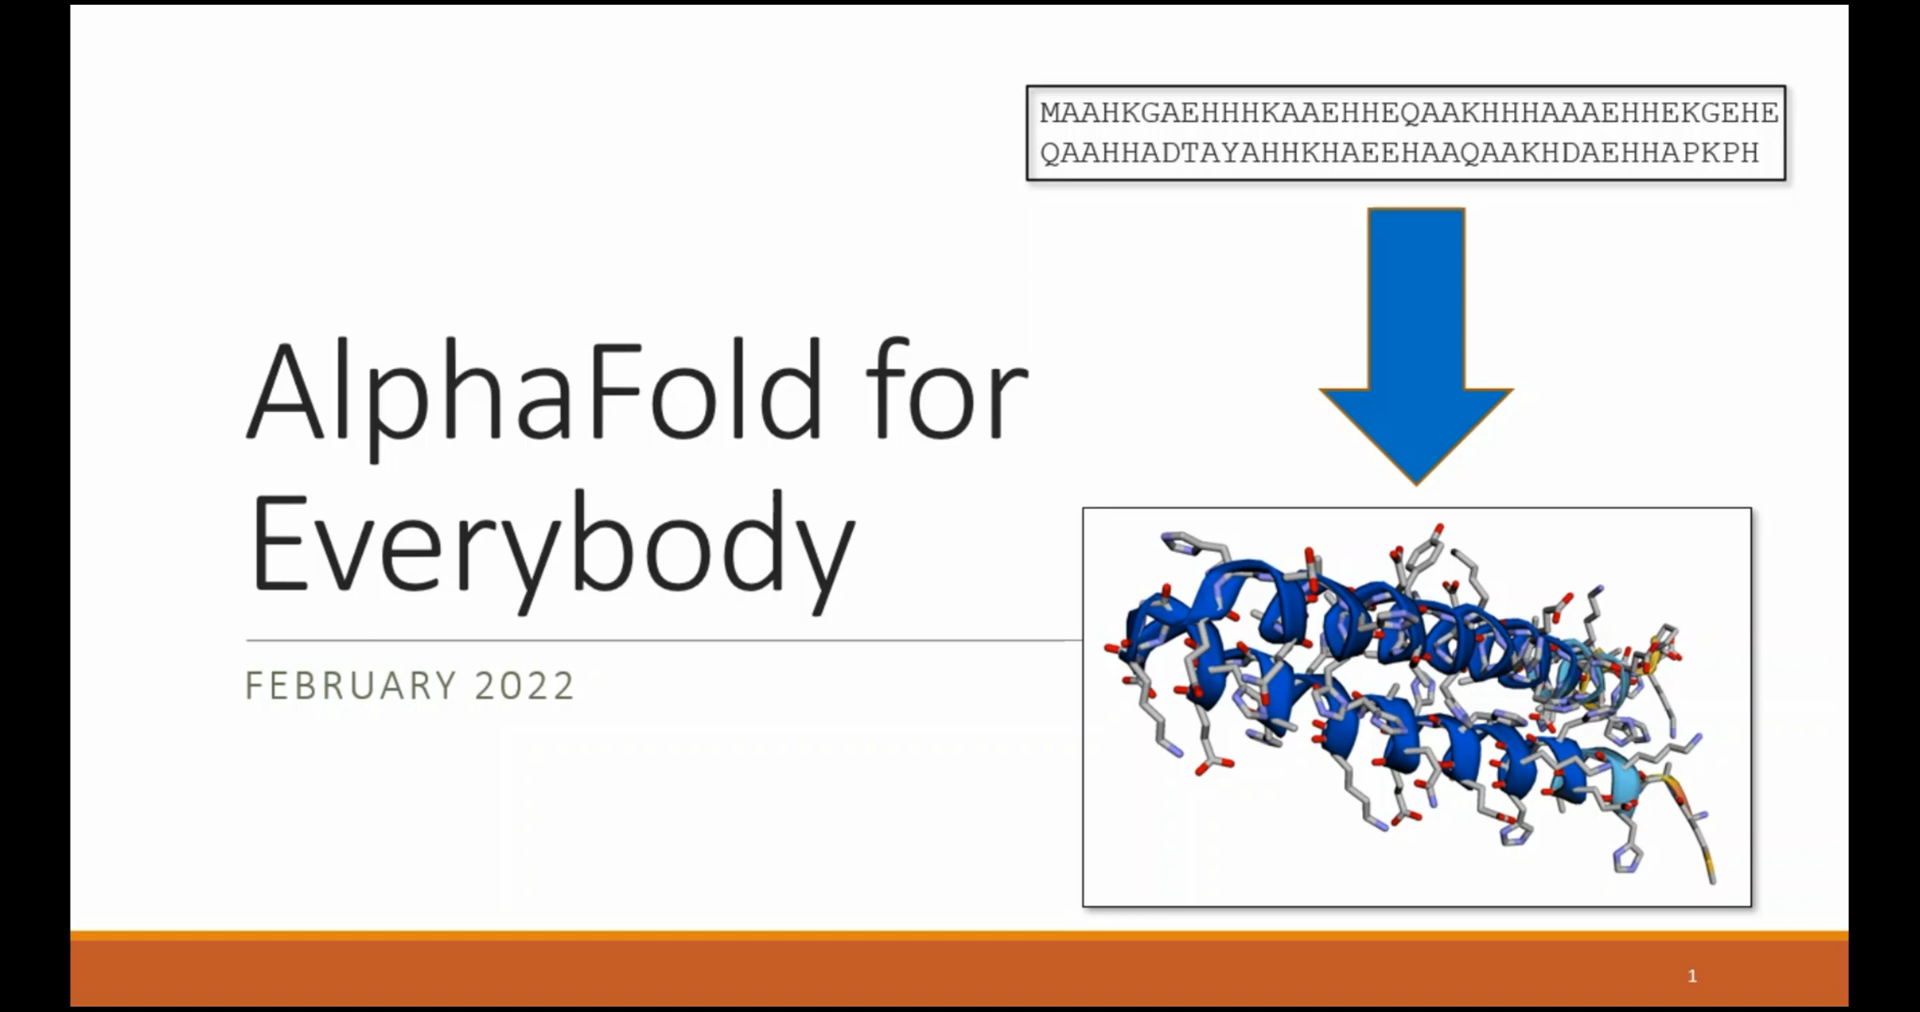 MAAHKGAEHHHKAAEHHEQAAKHHHAAAEHHEKGEHE
QAAHHADTAYAHHKHAEEHAAQAAKHDAEHHAPKPH
AlphaFold for
Everybody
FEBRUARY 2022
1